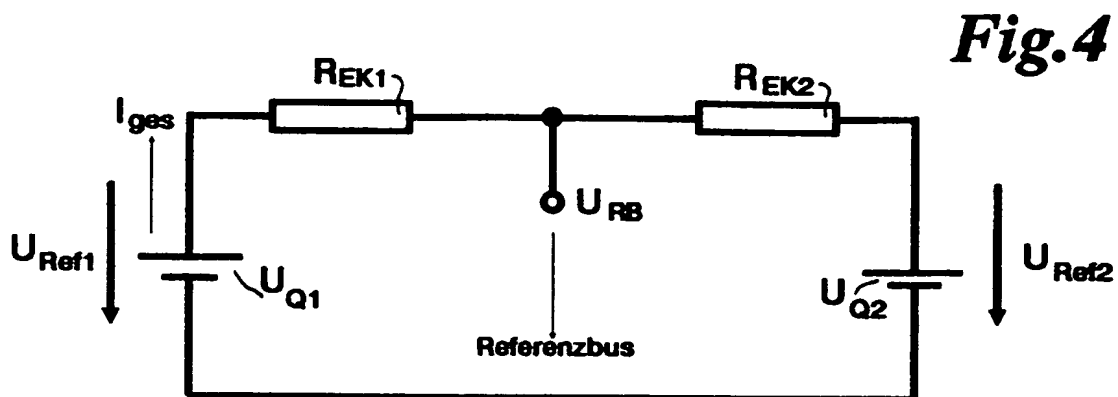 Fig.4
REK1
REK2
Iges
URB
URef1
UQ1
UQ2
URef2
Referenzbus